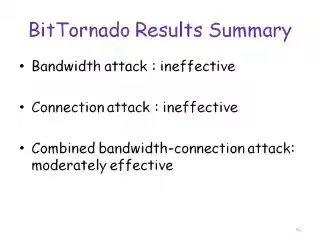 BitTornado Results Summary
• Bandwidth attack : ineffective
• Connection attack : ineffective
• Combined bandwidth-connection attack:
moderately effective